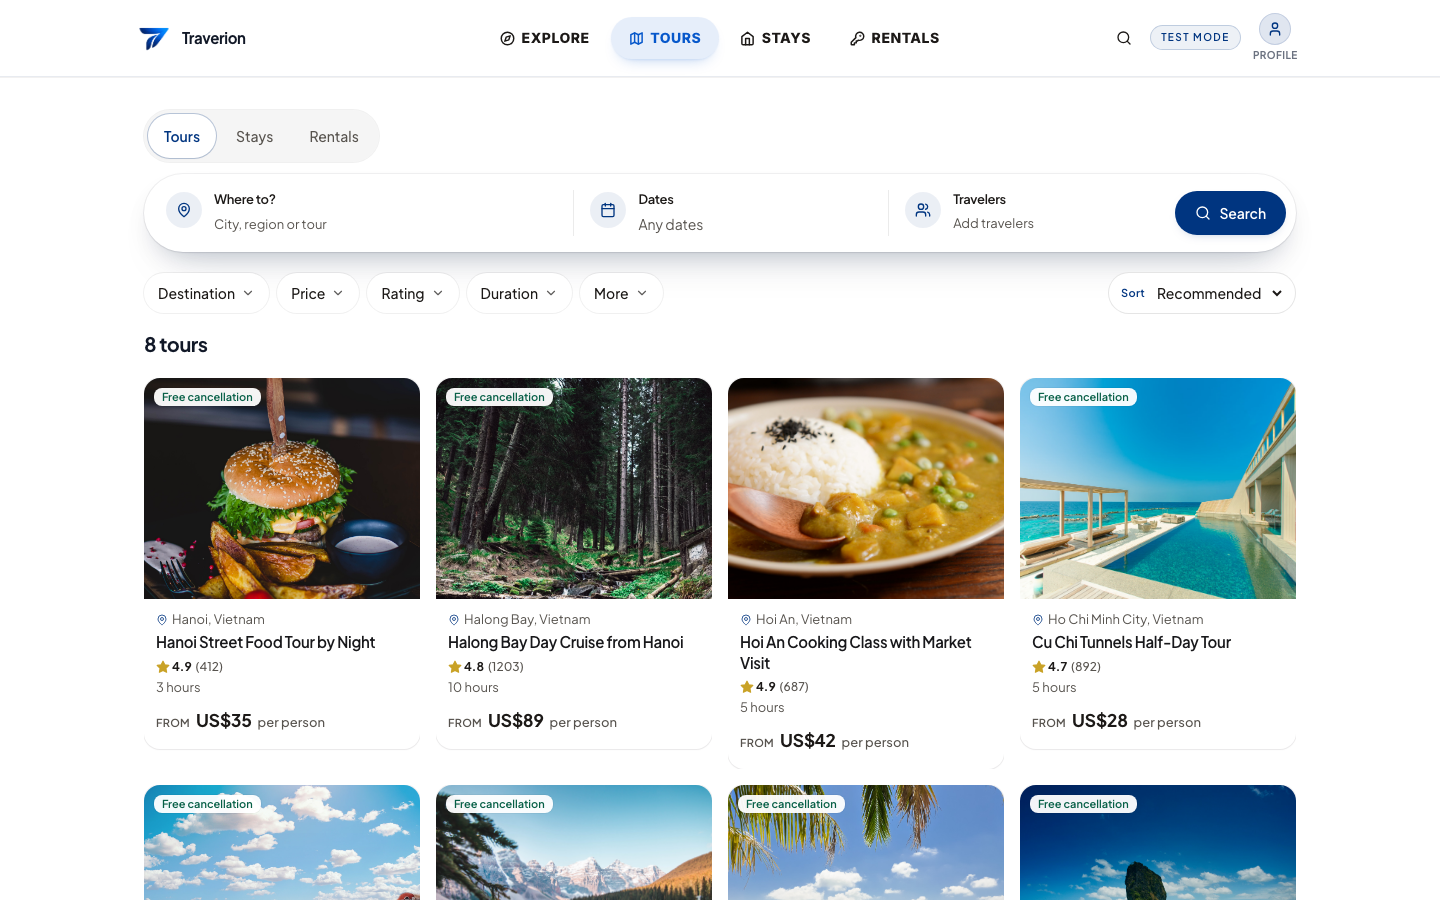 Traverion
EXPLORE
TOURS
STAYS
RENTALS
TEST MODE
PROFILE
Tours
Stays
Rentals
Where to?
City, region or tour
Dates
Any dates
Travelers
Add travelers
Search
Destination
Price
Rating
Duration
More
Sort
Recommended
8 tours
Free cancellation
Hanoi, Vietnam
Hanoi Street Food Tour by Night
4.9 (412)
3 hours
FROM US$35 per person
Free cancellation
Halong Bay, Vietnam
Halong Bay Day Cruise from Hanoi
4.8 (1203)
10 hours
FROM US$89 per person
Hoi An, Vietnam
Hoi An Cooking Class with Market
Visit
4.9 (687)
5 hours
FROM US$42 per person
Free cancellation
Ho Chi Minh City, Vietnam
Cu Chi Tunnels Half-Day Tour
4.7 (892)
5 hours
FROM US$28 per person
Free cancellation
Free cancellation
Free cancellation
Free cancellation